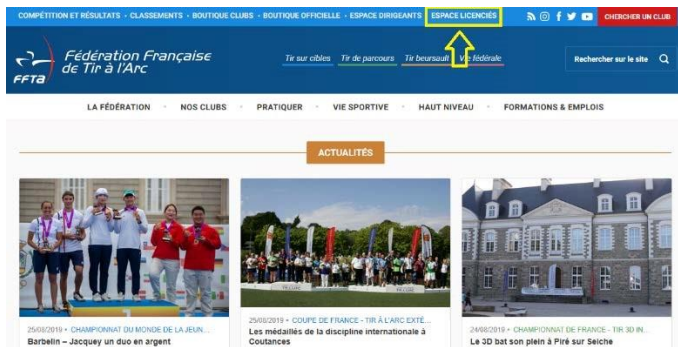 COMPÉTITION ET RÉSULTATS • CLASSEMENTS • BOUTIQUE CLUBS • BOUTIQUE OFFICIELLE • ESPACE DIRIGEANTS ESPACE LICENCIÉS CHERCHER UN CLUB
FFTA
Fédération Française
de Tir à l'Arc
Tir sur cibles Tir de parcours Tir beursault Vie fédérale
Rechercher sur le site
LA FÉDÉRATION • NOS CLUBS • PRATIQUER • VIE SPORTIVE • HAUT NIVEAU • FORMATIONS & EMPLOIS
ACTUALITÉS
25/08/2019 • CHAMPIONNAT DU MONDE DE LA JEUN...
Barbelin – Jacquey un duo en argent
25/08/2019 • COUPE DE FRANCE - TIR À L'ARC EXTÉ...
Les médaillés de la discipline internationale à
Coutances
24/08/2019 • CHAMPIONNAT DE FRANCE - TIR 3D IN...
Le 3D bat son plein à Piré sur Seiche